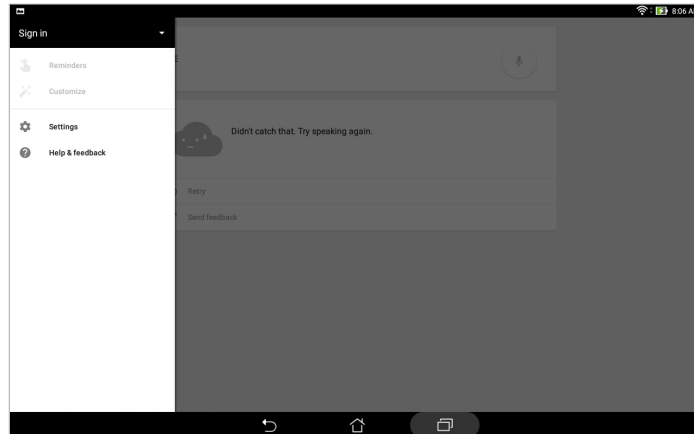 8:06 A
Sign in
Reminders
Customize
Settings
Help & feedback
Didn't catch that. Try speaking again.
Retry
Send feedback